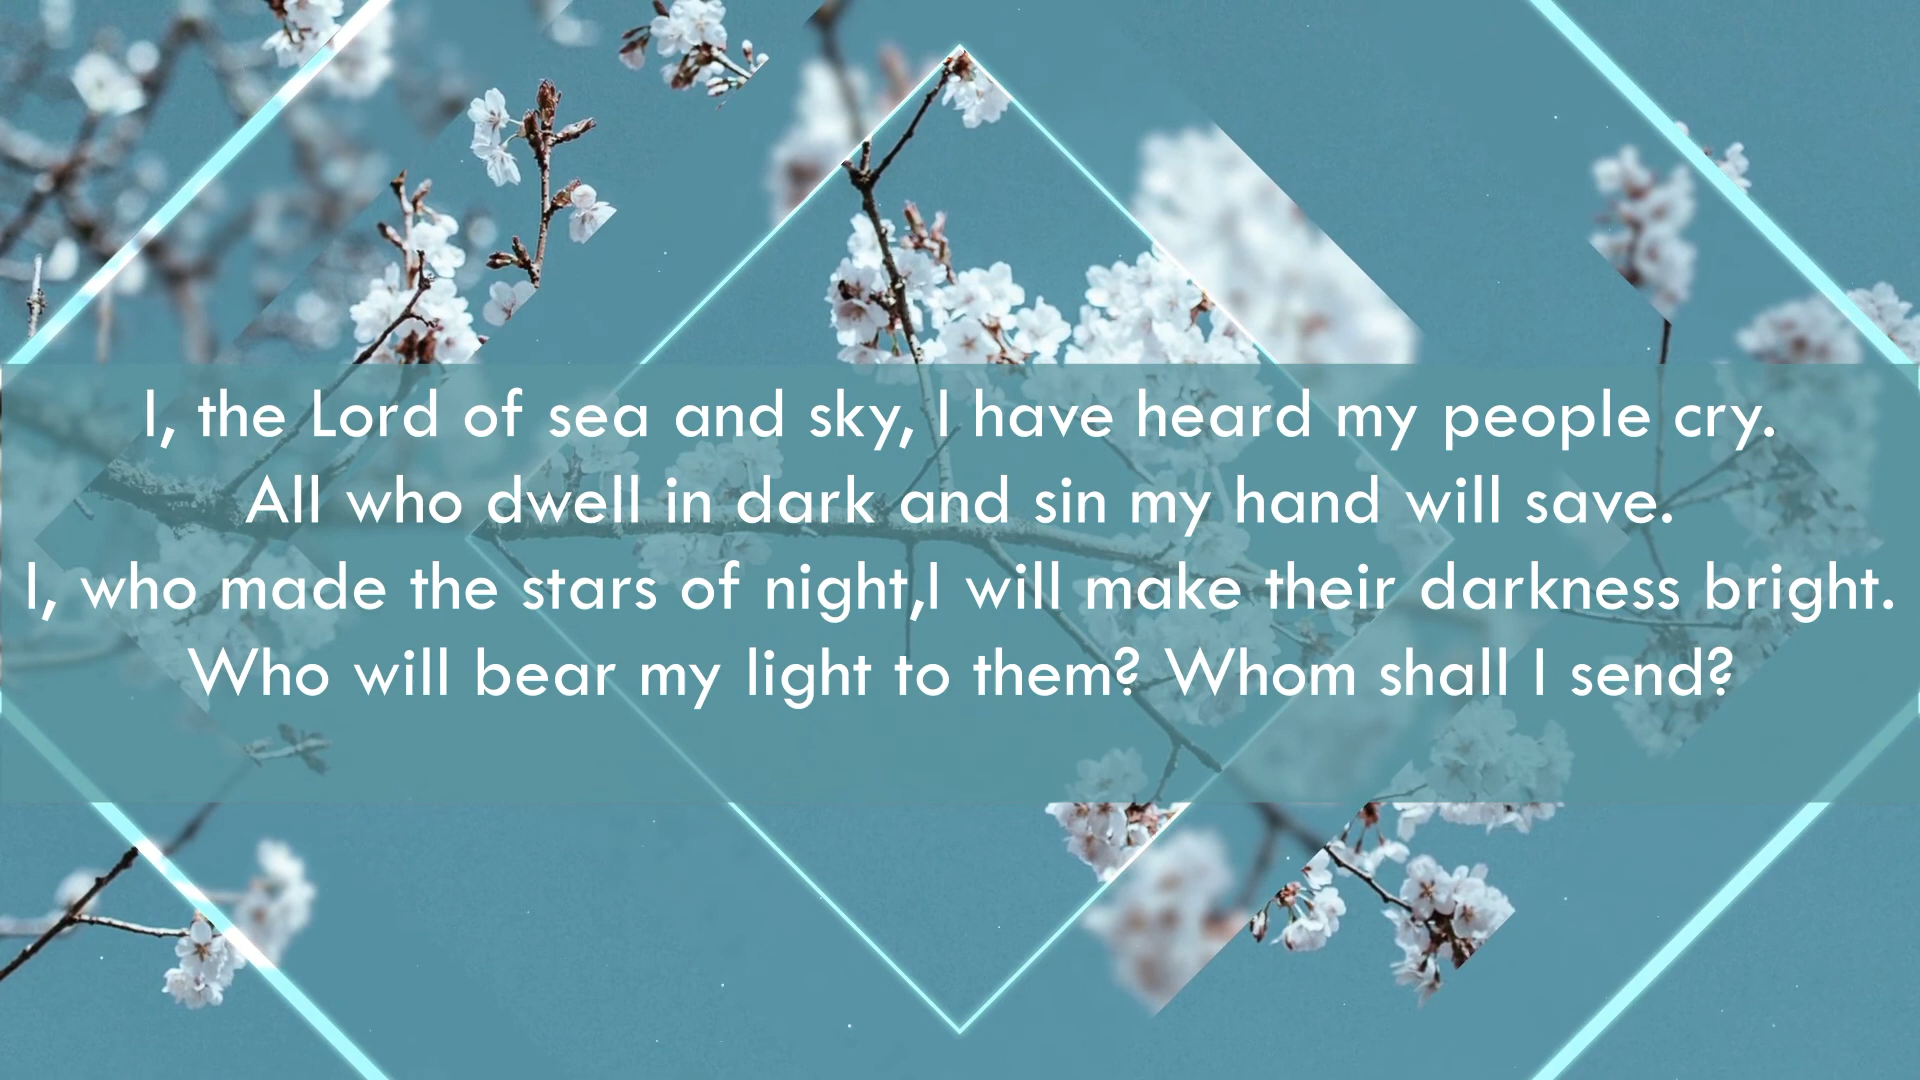 I, the Lord of sea and sky, I have heard my people cry.
All who dwell in dark and sin my hand will save.
I, who made the stars of night,I will make their darkness bright.
Who will bear my light to them? Whom shall I send?